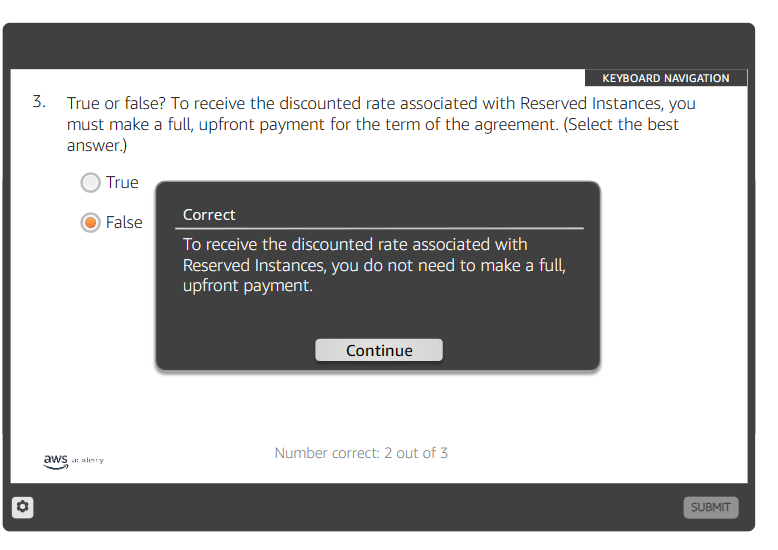 KEYBOARD NAVIGATION
3. True or false? To receive the discounted rate associated with Reserved Instances, you
must make a full, upfront payment for the term of the agreement. (Select the best
answer.)
True
False
Correct
To receive the discounted rate associated with
Reserved Instances, you do not need to make a full,
upfront payment.
Continue
Number correct: 2 out of 3
aws academy
SUBMIT